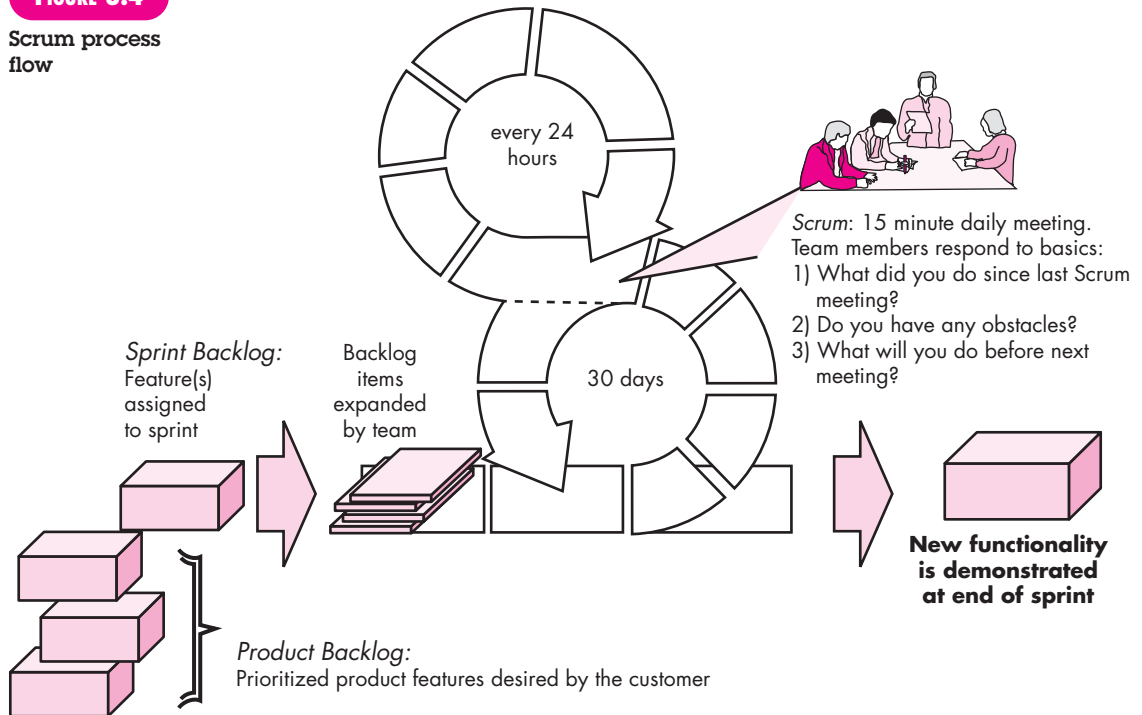 Scrum process
flow
every 24
hours
Scrum: 15 minute daily meeting.
Team members respond to basics:
1) What did you do since last Scrum
meeting?
2) Do you have any obstacles?
3) What will you do before next
meeting?
Sprint Backlog:
Feature(s)
assigned
to sprint
Backlog
items
expanded
by team
30 days
New functionality
is demonstrated
at end of sprint
Product Backlog:
Prioritized product features desired by the customer